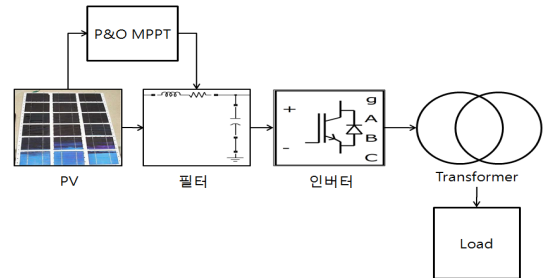 P&O MPPT
+
-
g
A
B
C
PV
필터
인버터
Transformer
Load